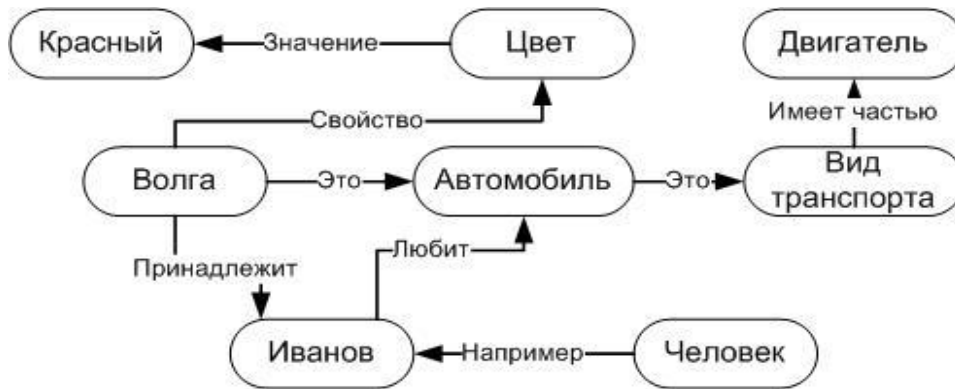 Красный
Значение
Цвет
Двигатель
Свойство
Имеет частью
Волга
Это
Автомобиль
Это
Вид
транспорта
Принадлежит
Любит
Иванов
Например
Человек